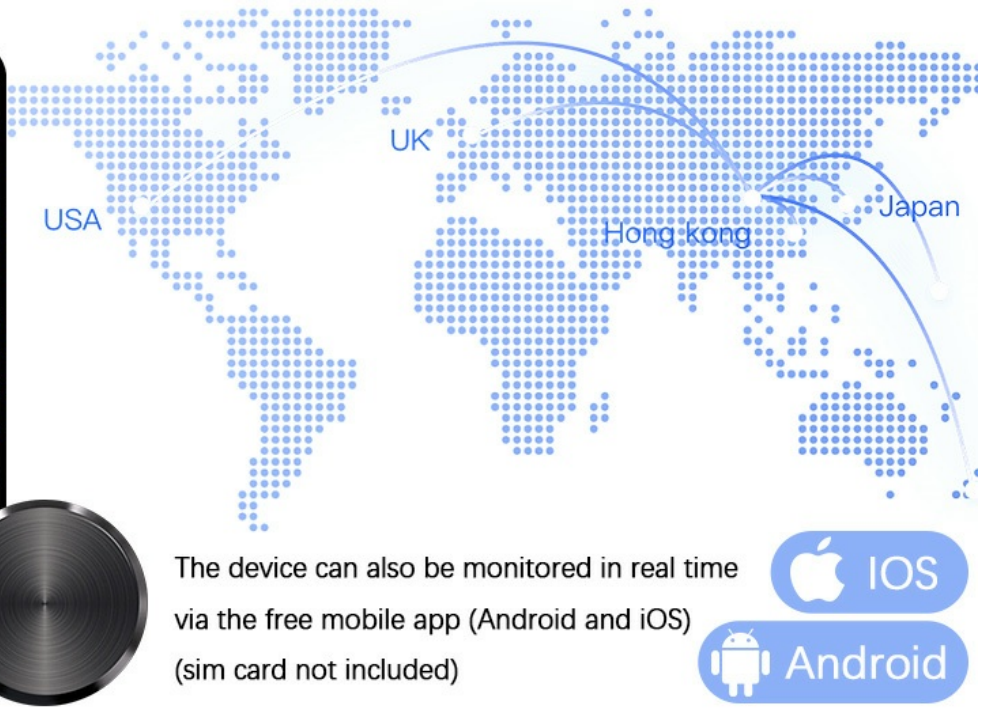 UK
USA
Japan
Hong kong
The device can also be monitored in real time
via the free mobile app (Android and iOS)
(sim card not included)
IOS
Android